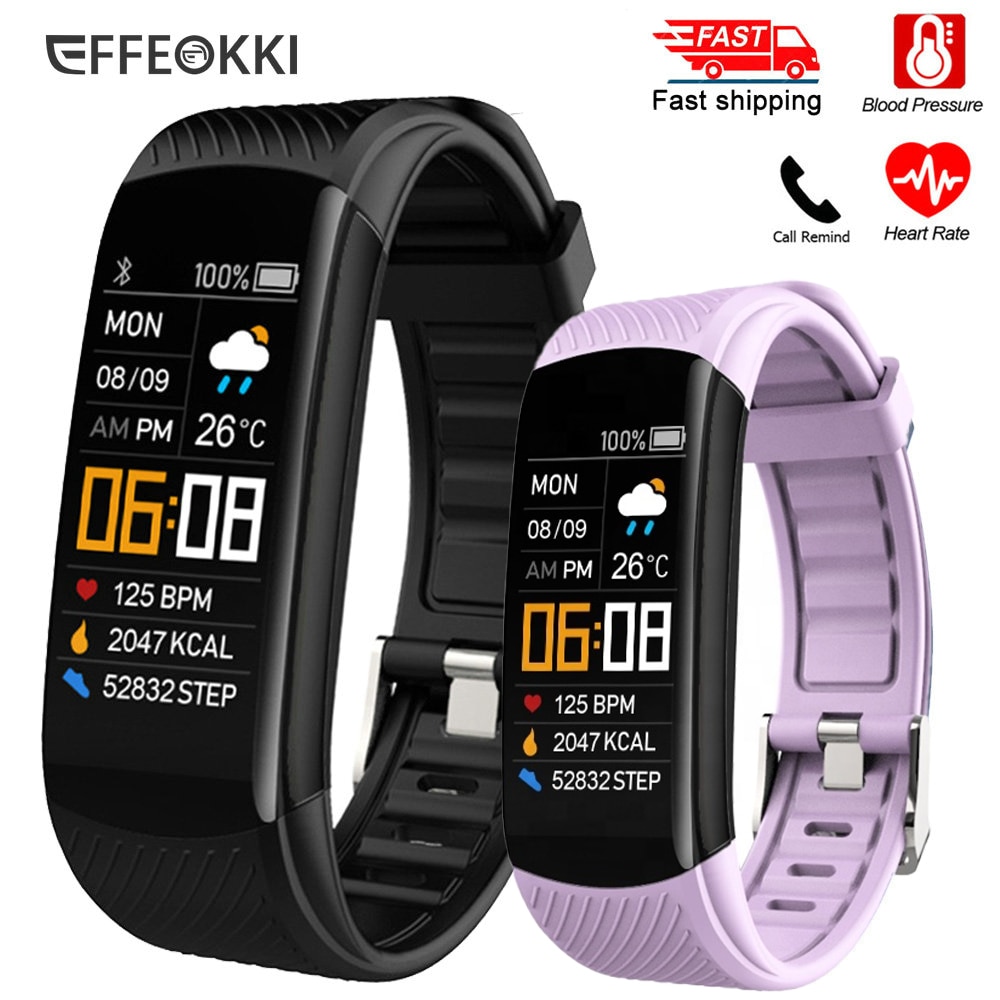 EFFEOKKI
FAST
Fast shipping
Blood Pressure
Call Remind
Heart Rate
100%
MON
08/09
AM PM
26°C
06:08
125 BPM
2047 KCAL
52832 STEP
100%
MON
08/09
AM PM
26°C
06:08
125 BPM
2047 KCAL
52832 STEP